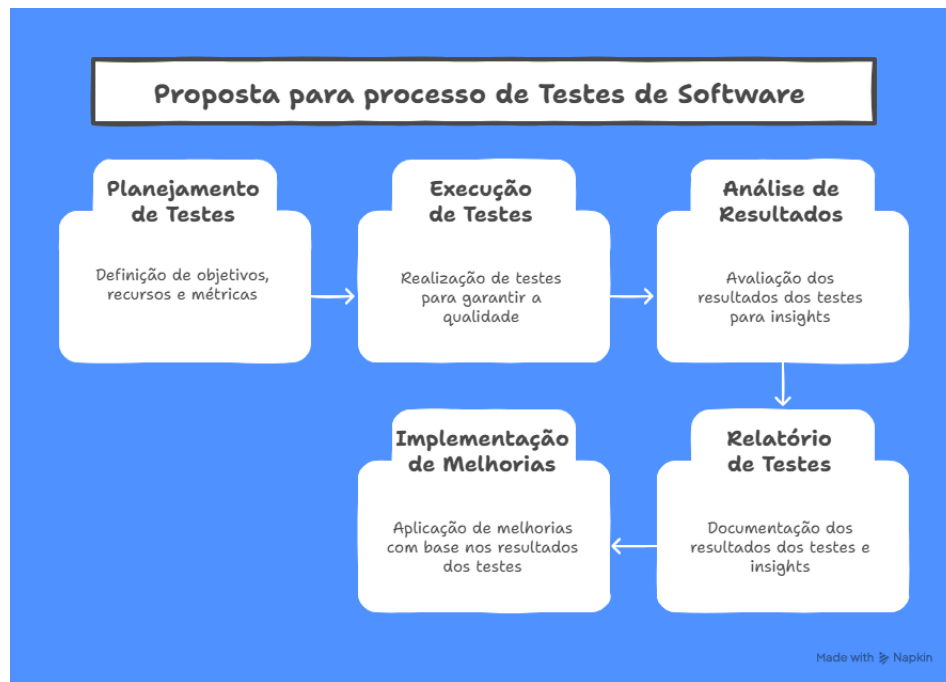 Proposta para processo de Testes de Software
Planejamento
de Testes
Definição de objetivos,
recursos e métricas
Execução
de Testes
Realização de testes
para garantir a
qualidade
Análise de
Resultados
Avaliação dos
resultados dos testes
para insights
Relatório
de Testes
Documentação dos
resultados dos testes e
insights
Implementação
de Melhorias
Aplicação de melhorias
com base nos resultados
dos testes
Made with Napkin